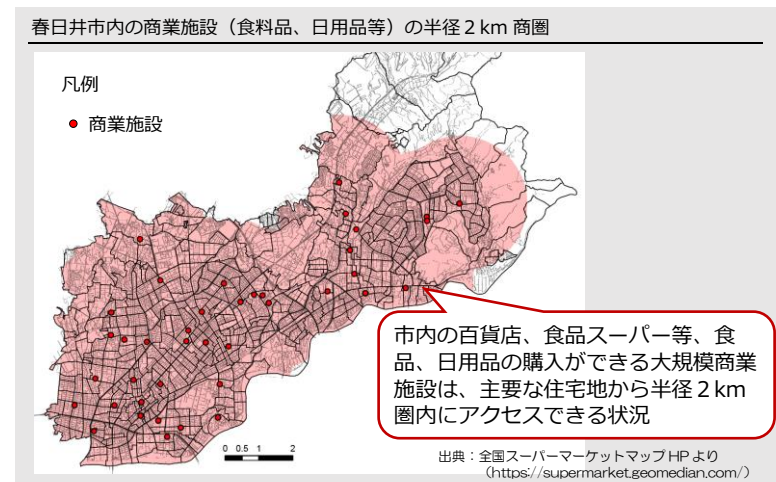 春日井市内の商業施設（食料品、日用品等）の半径２km 商圏
凡例
商業施設
市内の百貨店、食品スーパー等、食
品、日用品の購入ができる大規模商業
施設は、主要な住宅地から半径２km
圏内にアクセスできる状況
0 0.5 1 2
出典：全国スーパーマーケットマップ HP より
（https://supermarket.geomedian.com/）